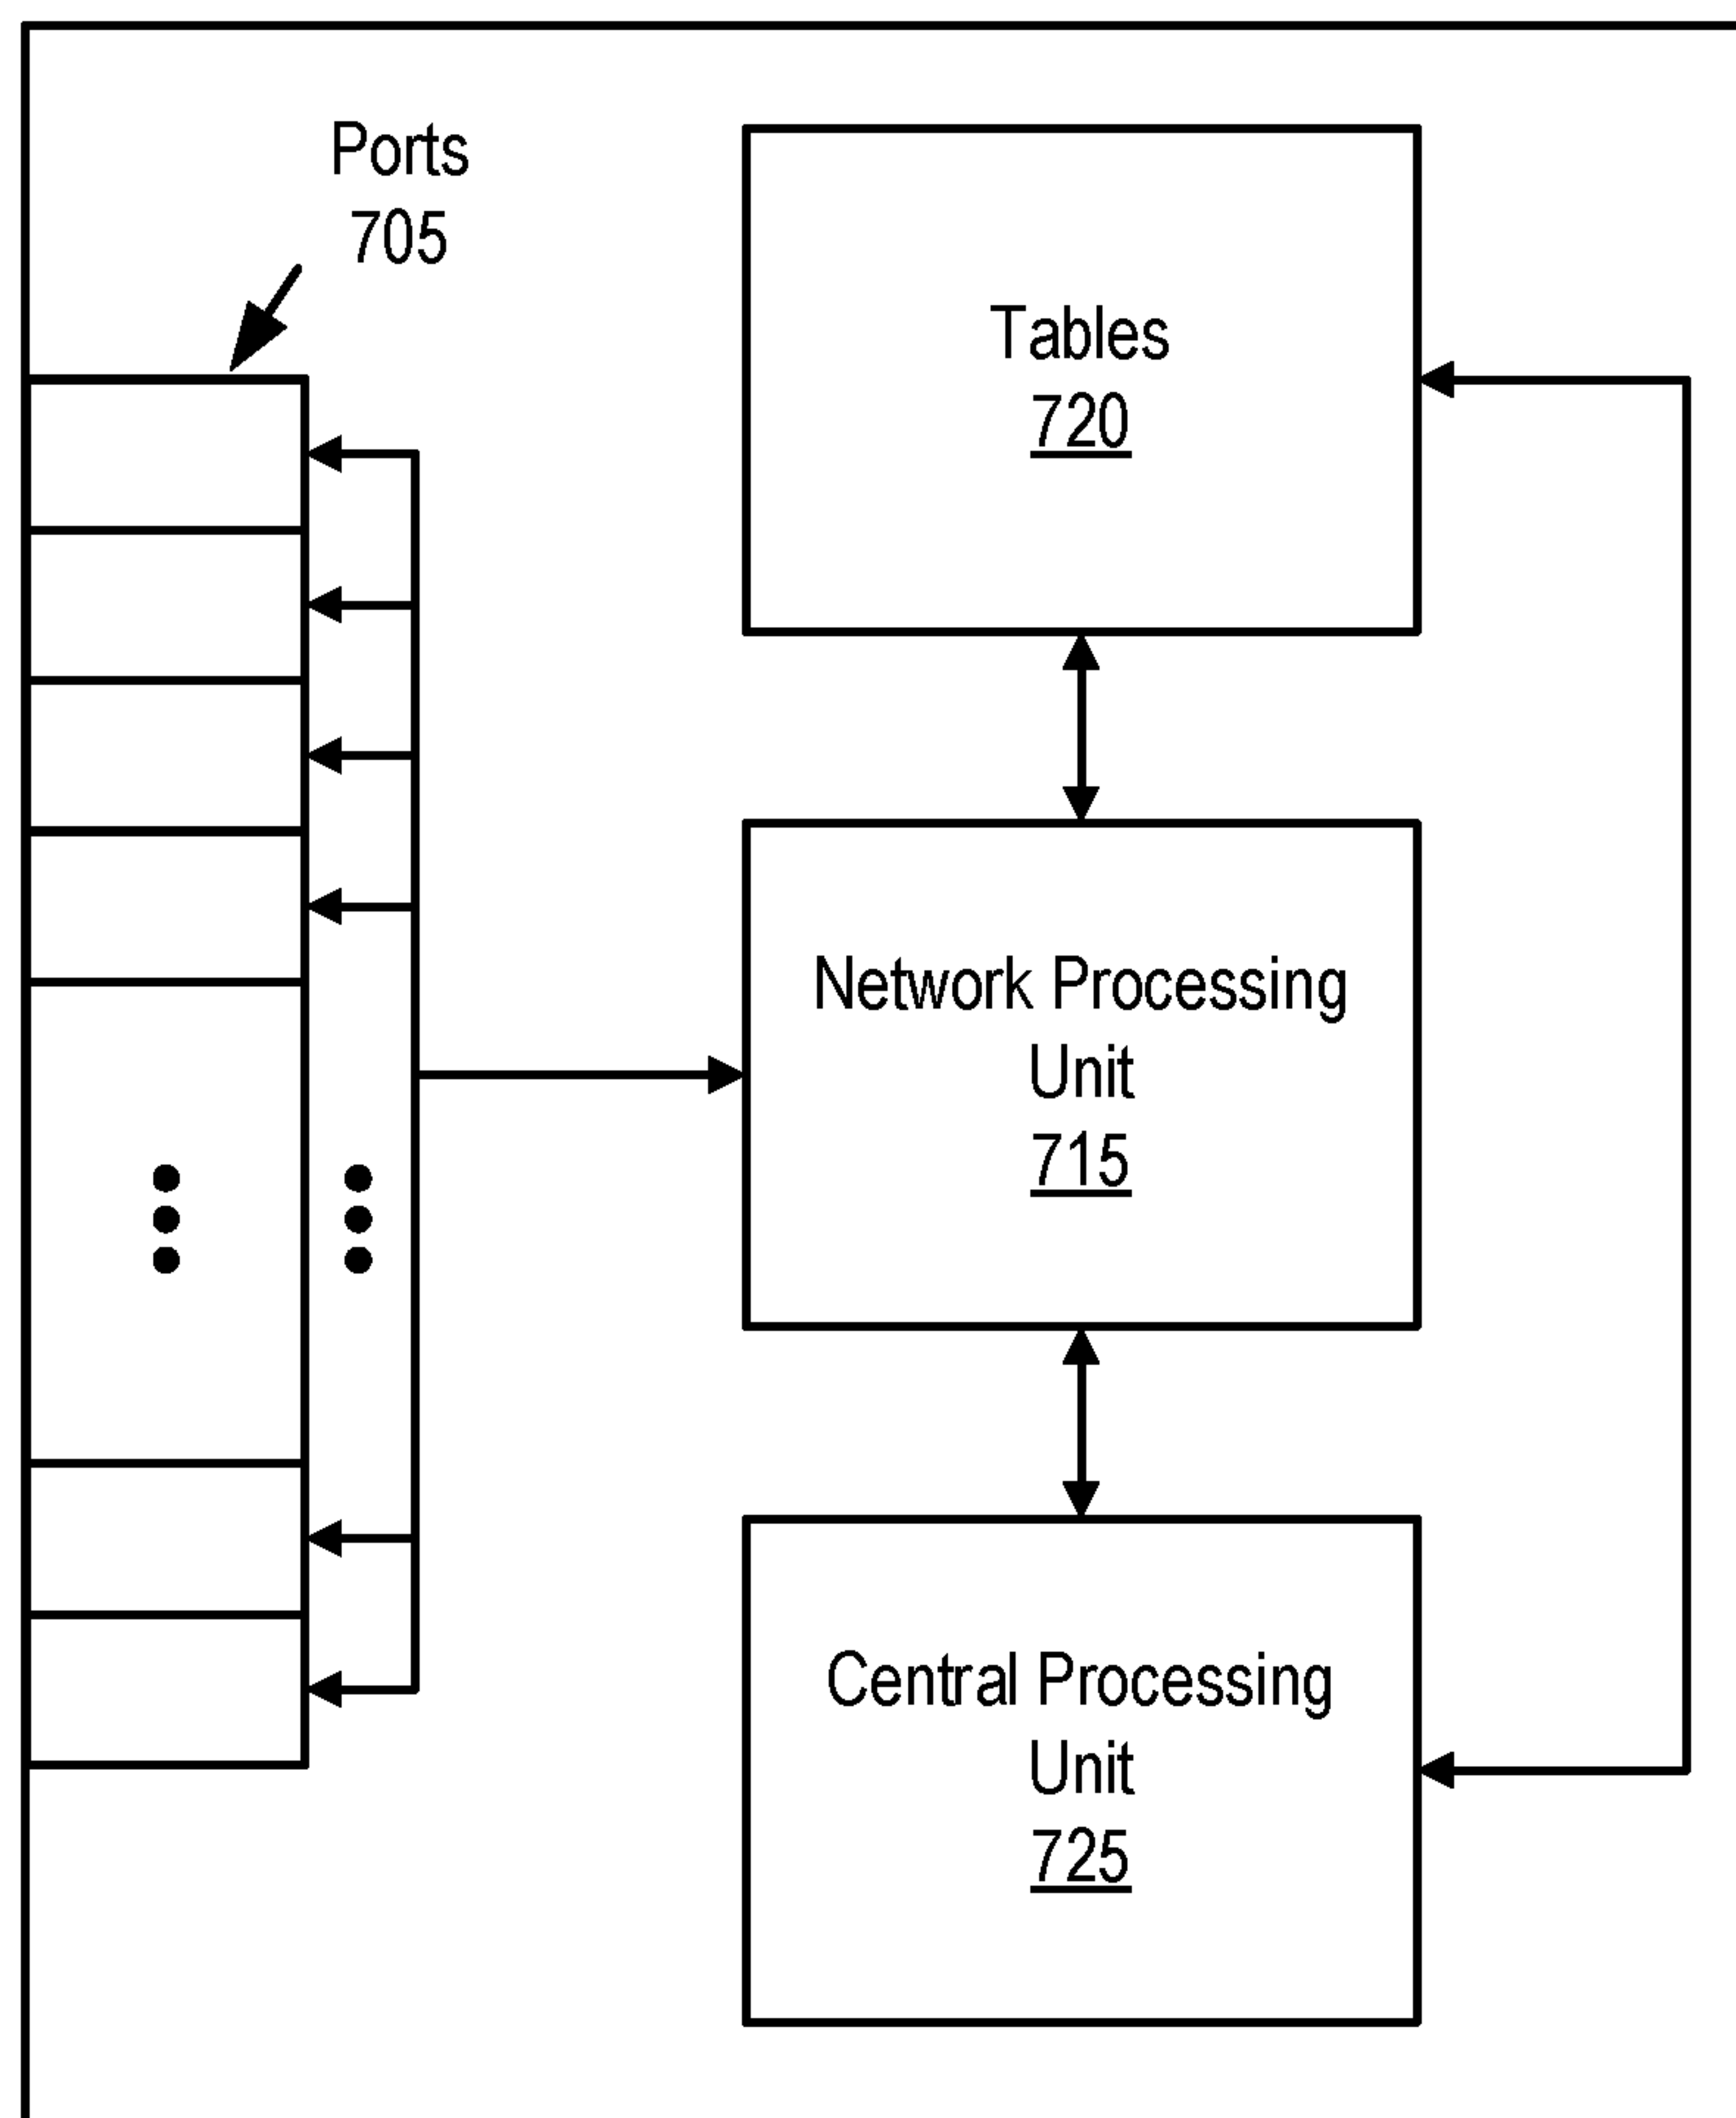 Ports
705
Tables
720
Network Processing
Unit
715
Central Processing
Unit
725